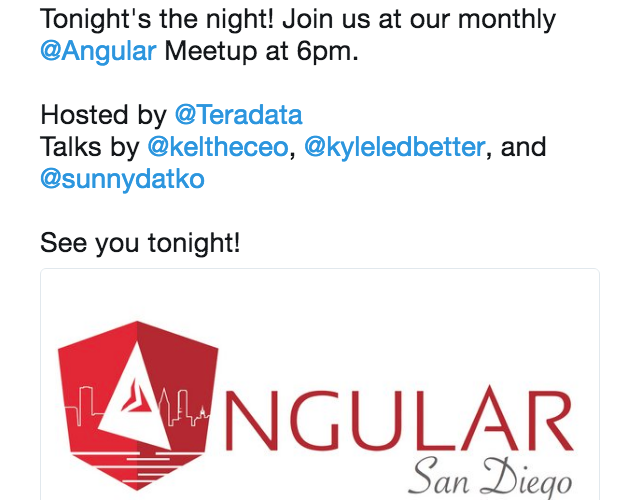 Tonight's the night! Join us at our monthly
@Angular Meetup at 6pm.
Hosted by @Teradata
Talks by @keltheceo, @kyleledbetter, and
@sunnydatko
See you tonight!
ANGULAR
San Diego